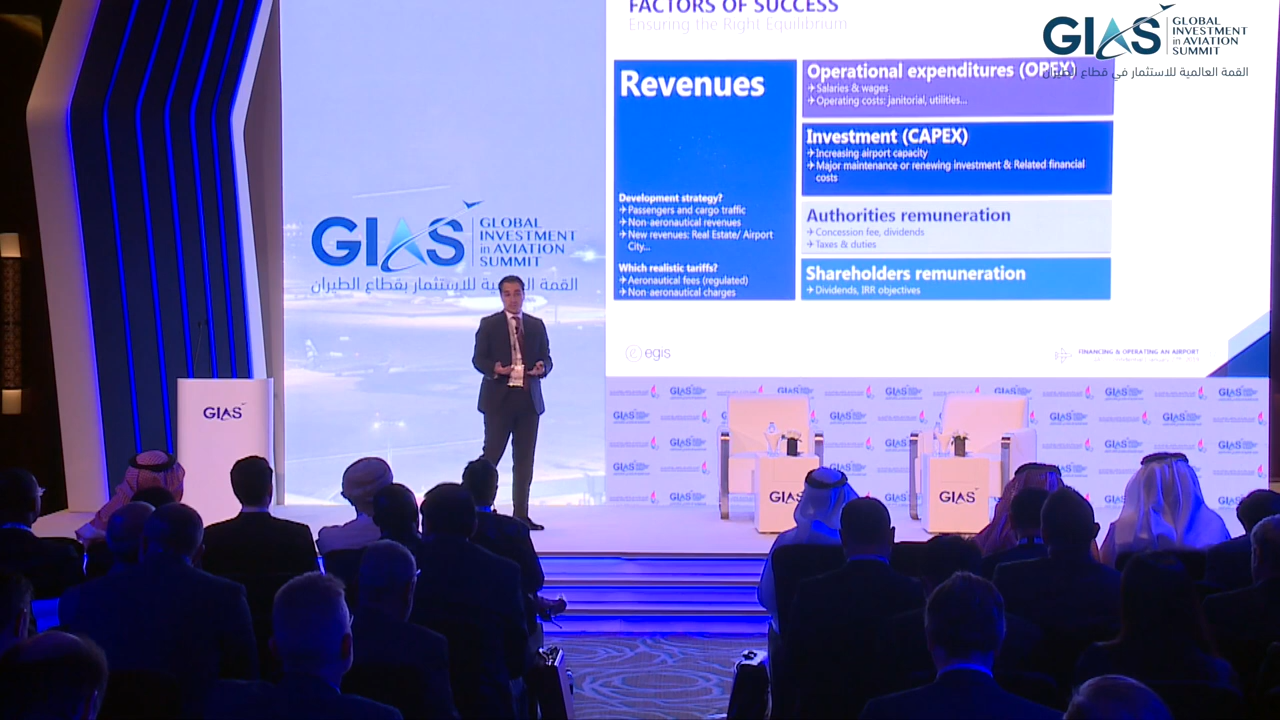 FACTORS OF SUCCESS
Ensuring the Right Equilibrium
Revenues
Development strategy?
Passengers and cargo traffic
Non-aeronautical revenues
New revenues: Real Estate/ Airport
City...
Which realistic tariffs?
Aeronautical fees (regulated)
Non-aeronautical charges
Operational expenditures (OPEX)
Salaries & wages
Operating costs: janitorial, utilities...
Investment (CAPEX)
Increasing airport capacity
Major maintenance or renewing investment & Related financial
costs
Authorities remuneration
Concession fee, dividends
Taxes & duties
Shareholders remuneration
Dividends, IRR objectives
egis
FINANCING & OPERATING AN AIRPORT
GIAS
GLOBAL
INVESTMENT
in AVIATION
SUMMIT
القمة العالمية للاستثمار في قطاع الطيران
GIAS
GLOBAL
INVESTMENT
in AVIATION
SUMMIT
القمة العالمية للاستثمار بقطاع الطيران
GIAS
GIAS
GIAS